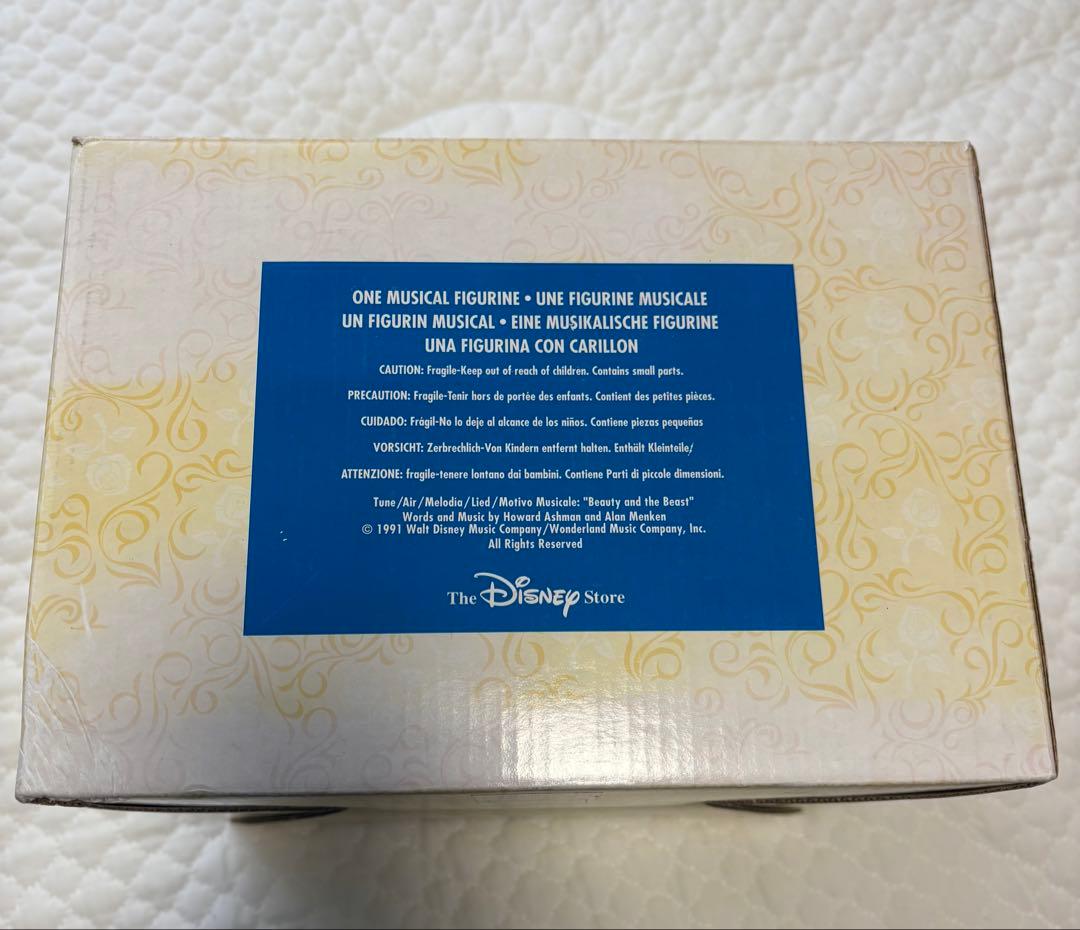 ONE MUSICAL FIGURINE • UNE FIGURINE MUSICALE
UN FIGURIN MUSICAL • EINE MUSIKALISCHE FIGURINE
UNA FIGURINA CON CARILLON
CAUTION: Fragile-Keep out of reach of children. Contains small parts.
PRECAUTION: Fragile-Tenir hors de portée des enfants. Contient des petites pièces.
CUIDADO: Frágil-No lo deje al alcance de los niños. Contiene piezas pequeñas
VORSICHT: Zerbrechlich-Von Kindern entfernt halten. Enthält Kleinteile!
ATTENZIONE: fragile-tenere lontano dai bambini. Contiene Parti di piccole dimensioni.
Tune/Air/Melodia/Lied/Motivo Musicale: "Beauty and the Beast"
Words and Music by Howard Ashman and Alan Menken
© 1991 Walt Disney Music Company/Wonderland Music Company, Inc.
All Rights Reserved
The Disney Store